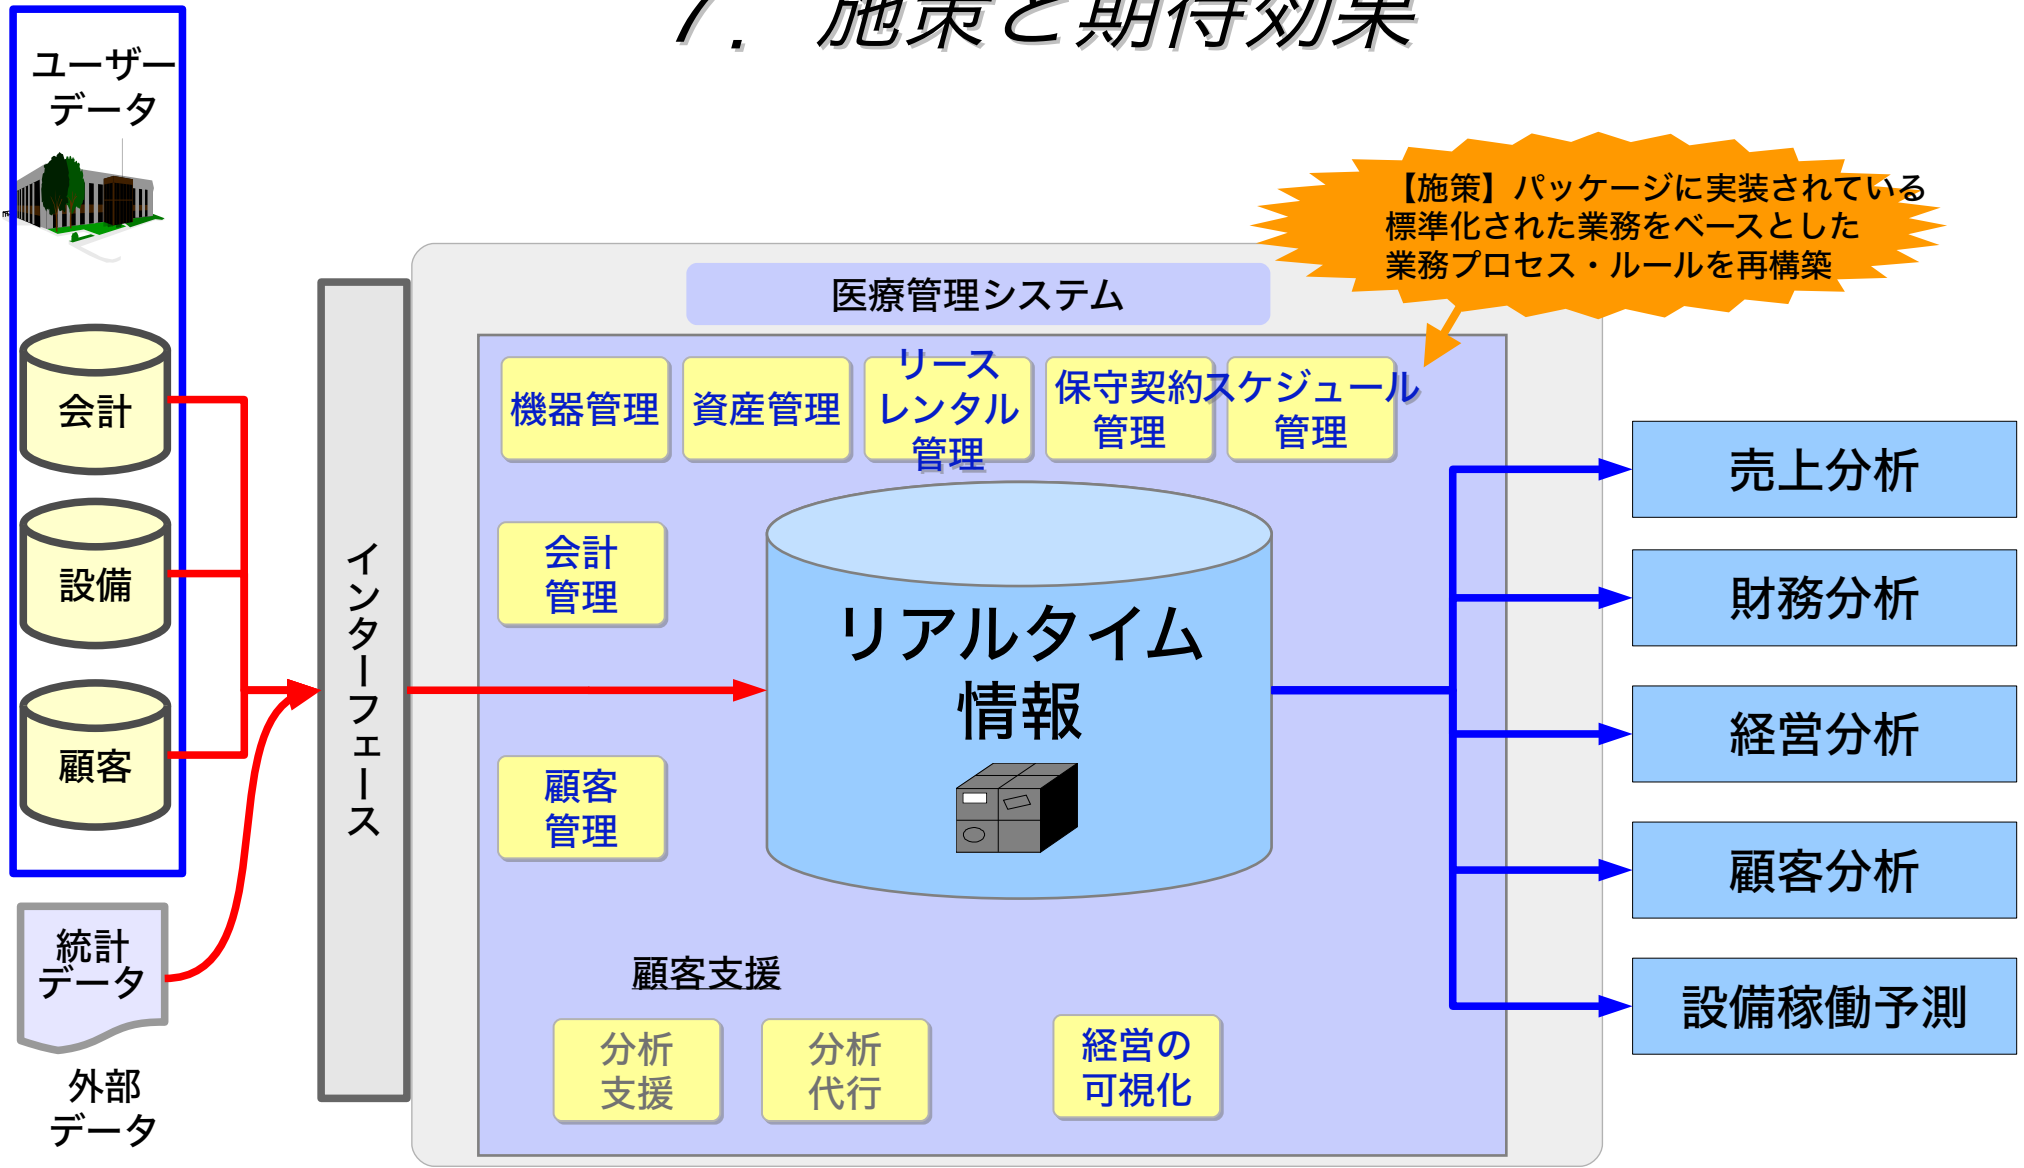 7. 施策と期待効果
ユーザー
データ
【施策】パッケージに実装されている
標準化された業務をベースとした
業務プロセス・ルールを再構築
医療管理システム
機器管理
資産管理
リース
レンタル
管理
保守契約
管理
スケジュール
管理
会計
設備
顧客
インターフェース
会計
管理
顧客
管理
リアルタイム
情報
売上分析
財務分析
経営分析
顧客分析
設備稼働予測
統計
データ
外部
データ
顧客支援
分析
支援
分析
代行
経営の
可視化